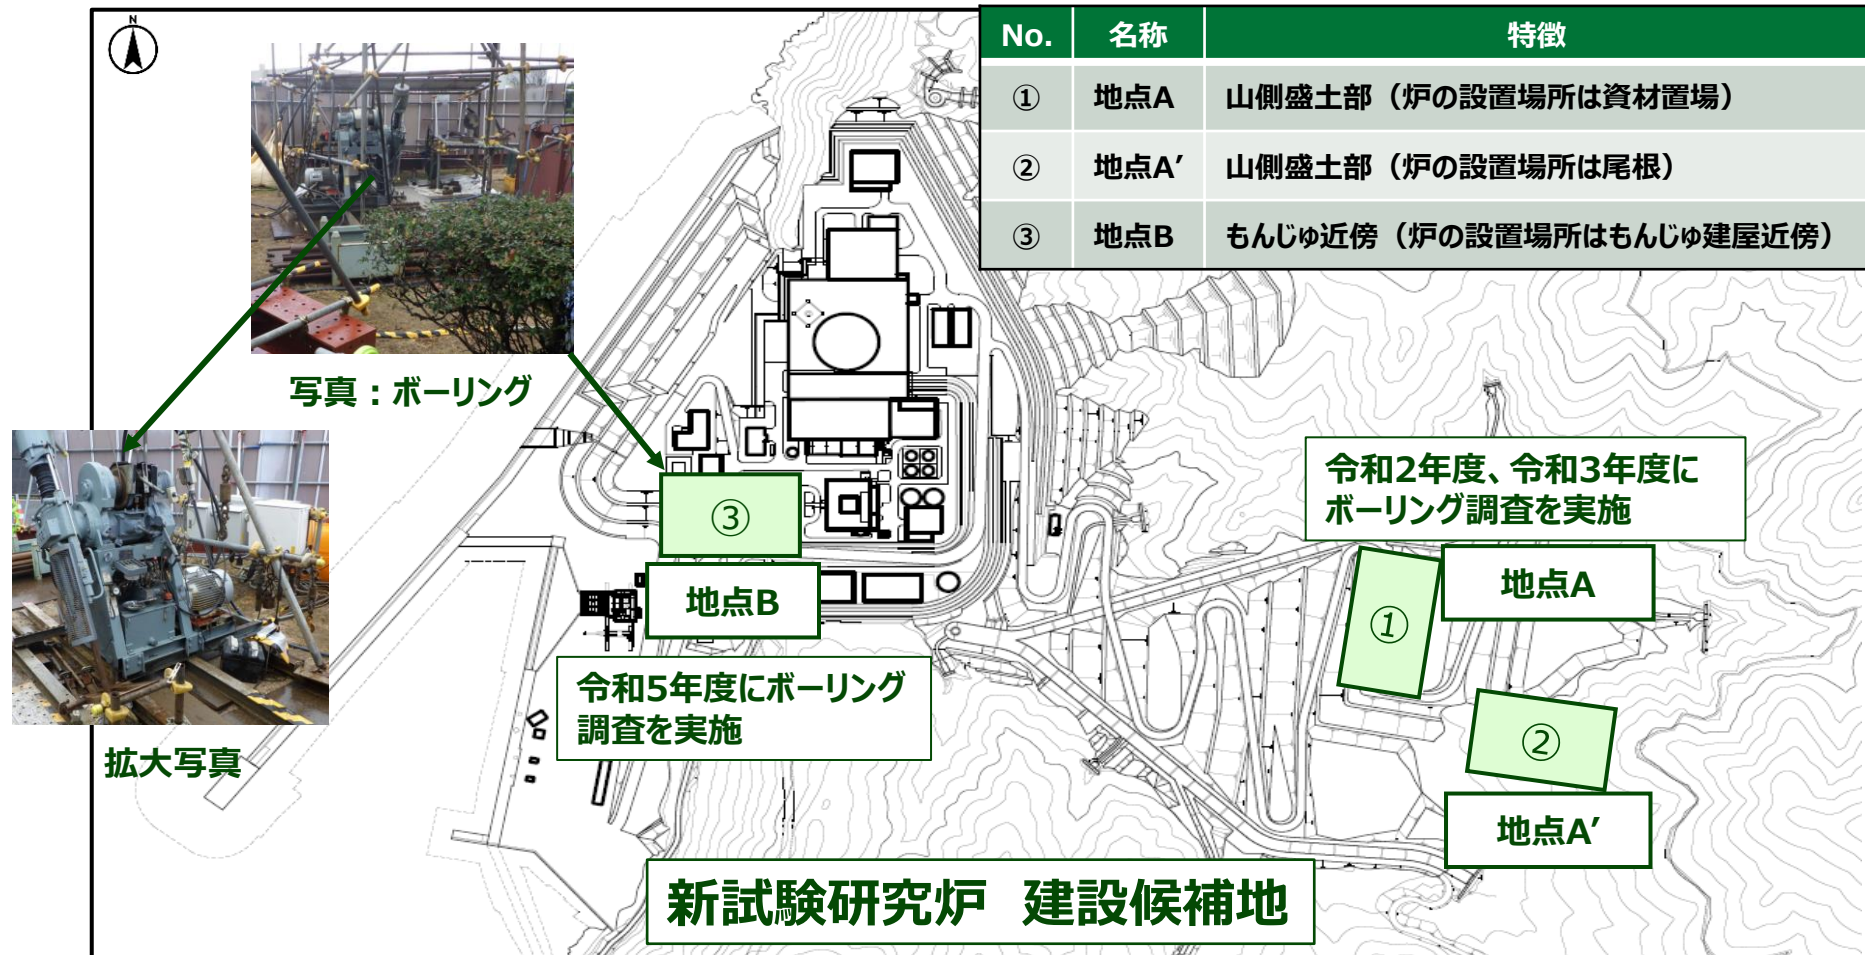 N
No. 名称 特徴
① 地点A 山側盛土部（炉の設置場所は資材置場）
② 地点A′ 山側盛土部（炉の設置場所は尾根）
③ 地点B もんじゅ近傍（炉の設置場所はもんじゅ建屋近傍）
写真：ボーリング
拡大写真
③
地点B
令和5年度にボーリング
調査を実施
令和2年度、令和3年度に
ボーリング調査を実施
地点A
①
②
地点A′
新試験研究炉　建設候補地